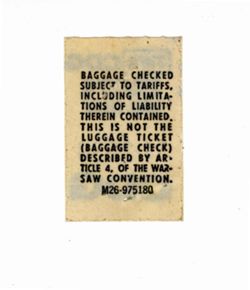 BAGGAGE CHECKED
SUBJECT TO TARIFFS,
INCLUDING LIMITA-
TIONS OF LIABILITY
THEREIN CONTAINED.
THIS IS NOT THE
LUGGAGE TICKET
(BAGGAGE CHECK)
DESCRIBED BY AR-
TICLE 4, OF THE WAR-
SAW CONVENTION.
M26-975180